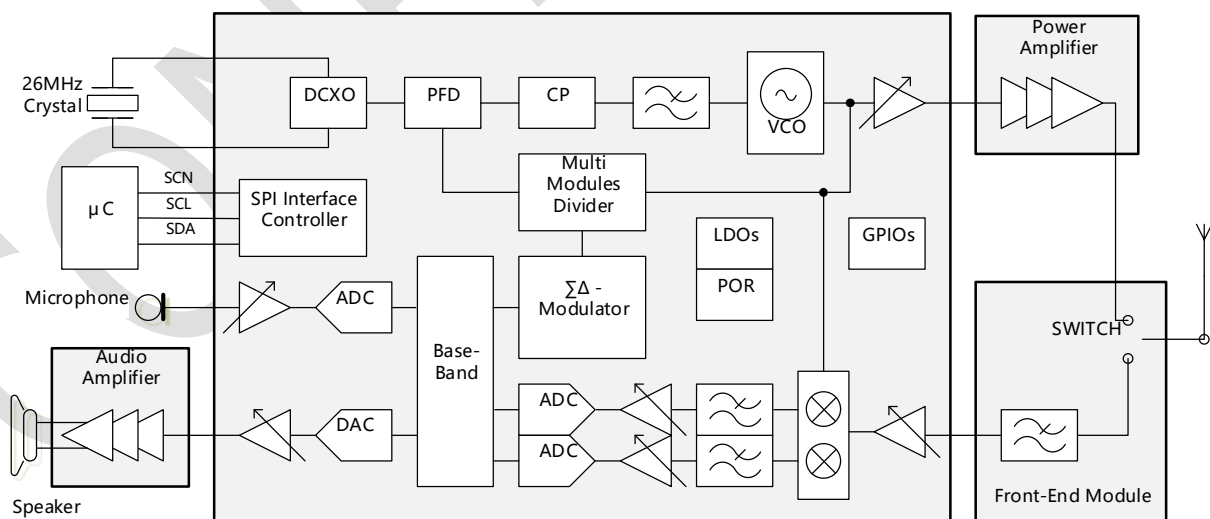 Power
Amplifier
26MHz
Crystal
DCXO
PFD
CP
VCO
Multi
Modules
Divider
μC
SCN
SCL
SDA
SPI Interface
Controller
LDOs
POR
GPIOs
Microphone
ADC
∑Δ -
Modulator
SWITCH
Base-
Band
Audio
Amplifier
ADC
ADC
DAC
Speaker
Front-End Module